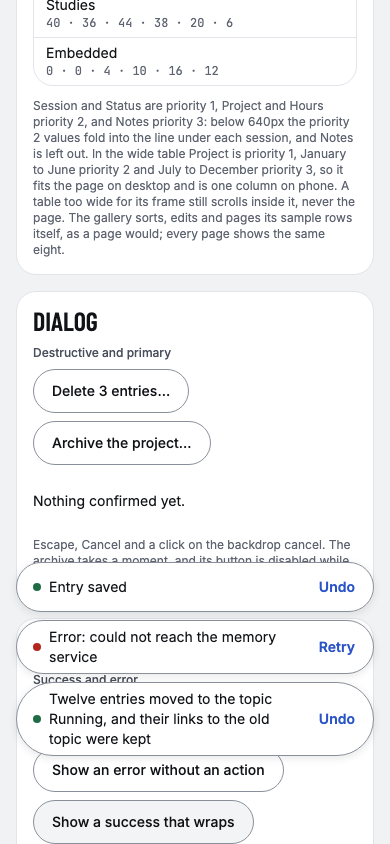 Studies
40 · 36 · 44 · 38 · 20 · 6
Embedded
0 · 0 · 4 · 10 · 16 · 12
Session and Status are priority 1, Project and Hours
priority 2, and Notes priority 3: below 640px the priority
2 values fold into the line under each session, and Notes
is left out. In the wide table Project is priority 1, January
to June priority 2 and July to December priority 3, so it
fits the page on desktop and is one column on phone. A
table too wide for its frame still scrolls inside it, never the
page. The gallery sorts, edits and pages its sample rows
itself, as a page would; every page shows the same
eight.
DIALOG
Destructive and primary
Delete 3 entries...
Archive the project...
Nothing confirmed yet.
Escape, Cancel and a click on the backdrop cancel. The
archive takes a moment, and its button is disabled while
Entry saved Undo
Error: could not reach the memory
service Retry
Success and error
Twelve entries moved to the topic
Running, and their links to the old Undo
topic were kept
Show an error without an action
Show a success that wraps